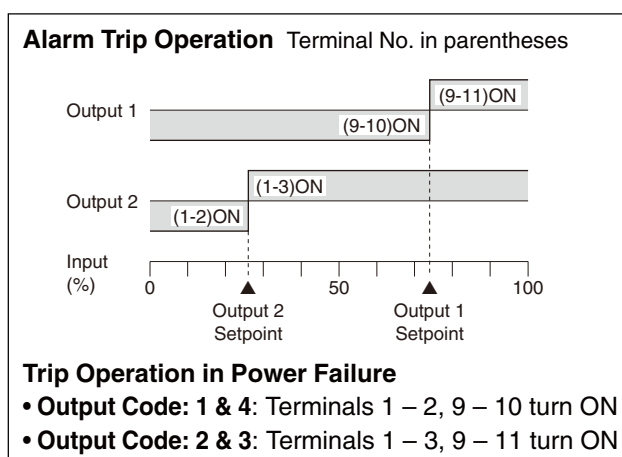 Alarm Trip Operation Terminal No. in parentheses
(9-11)ON
Output 1
(9-10)ON
(1-3)ON
Output 2
(1-2)ON
Input
(%)
0 50 100
Output 2 Output 1
Setpoint Setpoint
Trip Operation in Power Failure
• Output Code: 1 & 4: Terminals 1 – 2, 9 – 10 turn ON
• Output Code: 2 & 3: Terminals 1 – 3, 9 – 11 turn ON